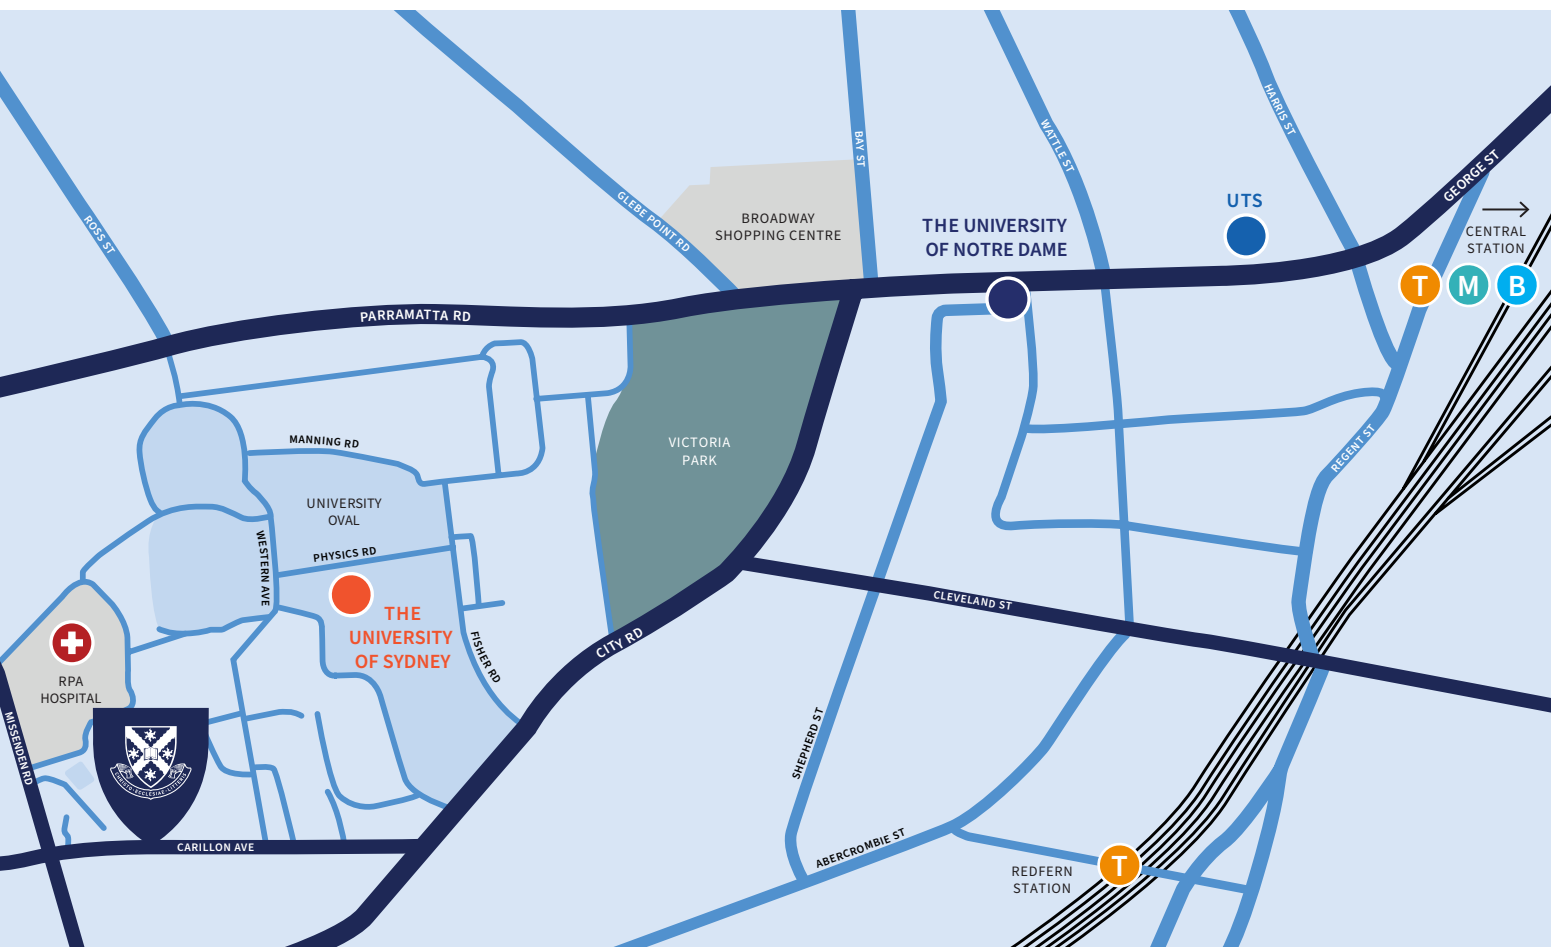 ROSS ST
GLEBE POINT RD
BAY ST
WATTLE ST
HARRIS ST
GEORGE ST
UTS
BROADWAY
SHOPPING CENTRE
THE UNIVERSITY
OF NOTRE DAME
CENTRAL
STATION
T
M
B
PARRAMATTA RD
MANNING RD
VICTORIA
PARK
REGENT ST
UNIVERSITY
OVAL
WESTERN AVE
PHYSICS RD
THE
UNIVERSITY
OF SYDNEY
FISHER RD
CITY RD
CLEVELAND ST
RPA
HOSPITAL
MISSENDEN RD
CHRISTO·ECCLESIAE·LITTERIS
SHEPHERD ST
CARILLON AVE
ABERCROMBIE ST
REDFERN
STATION
T